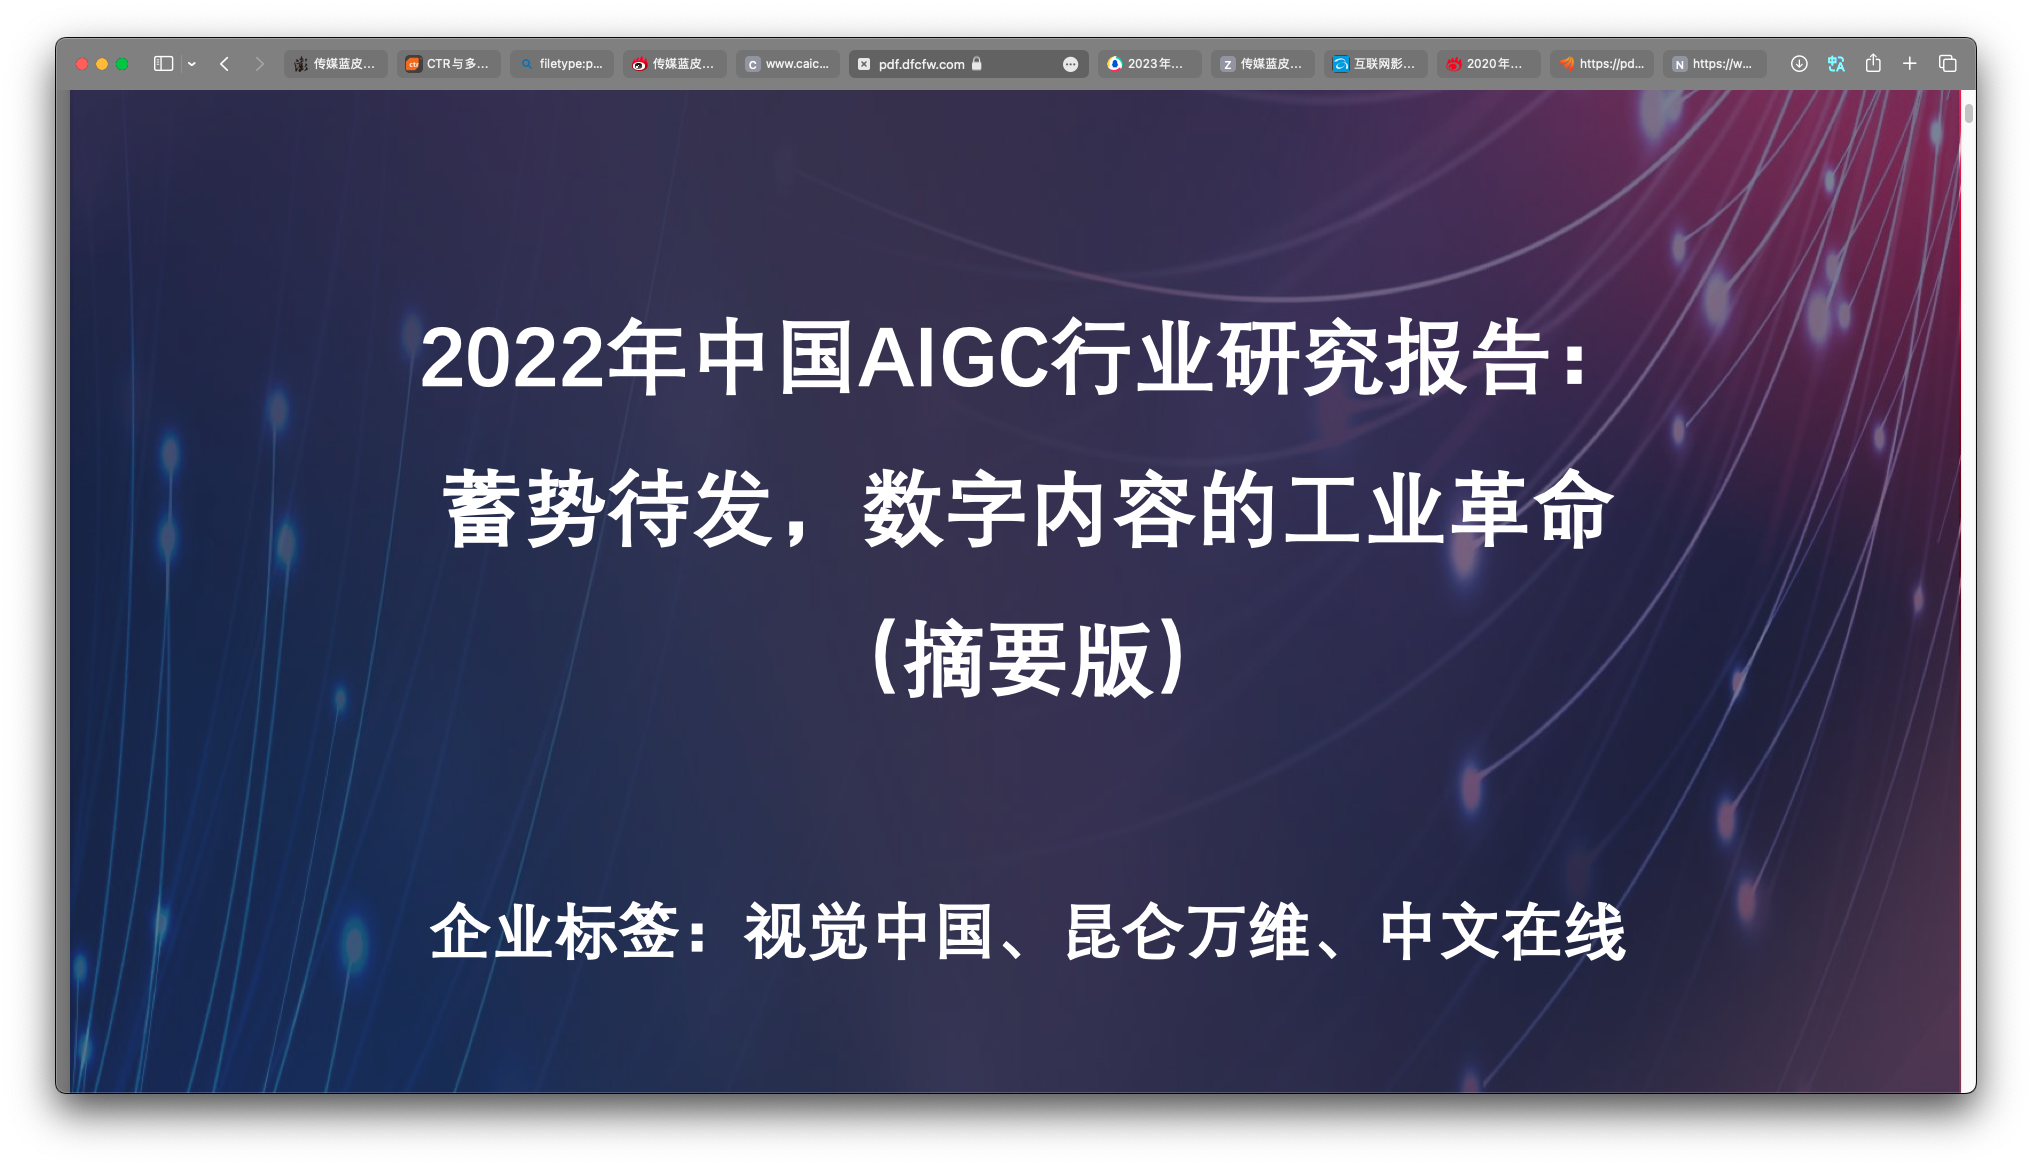 传媒蓝皮... CTR与多... filetype:p... 传媒蓝皮... www.caic... pdf.dfcfw.com 2023年... 传媒蓝皮... 互联网影... 2020年... https://pd... https://w...
2022年中国AIGC行业研究报告：
蓄势待发，数字内容的工业革命
（摘要版）
企业标签：视觉中国、昆仑万维、中文在线